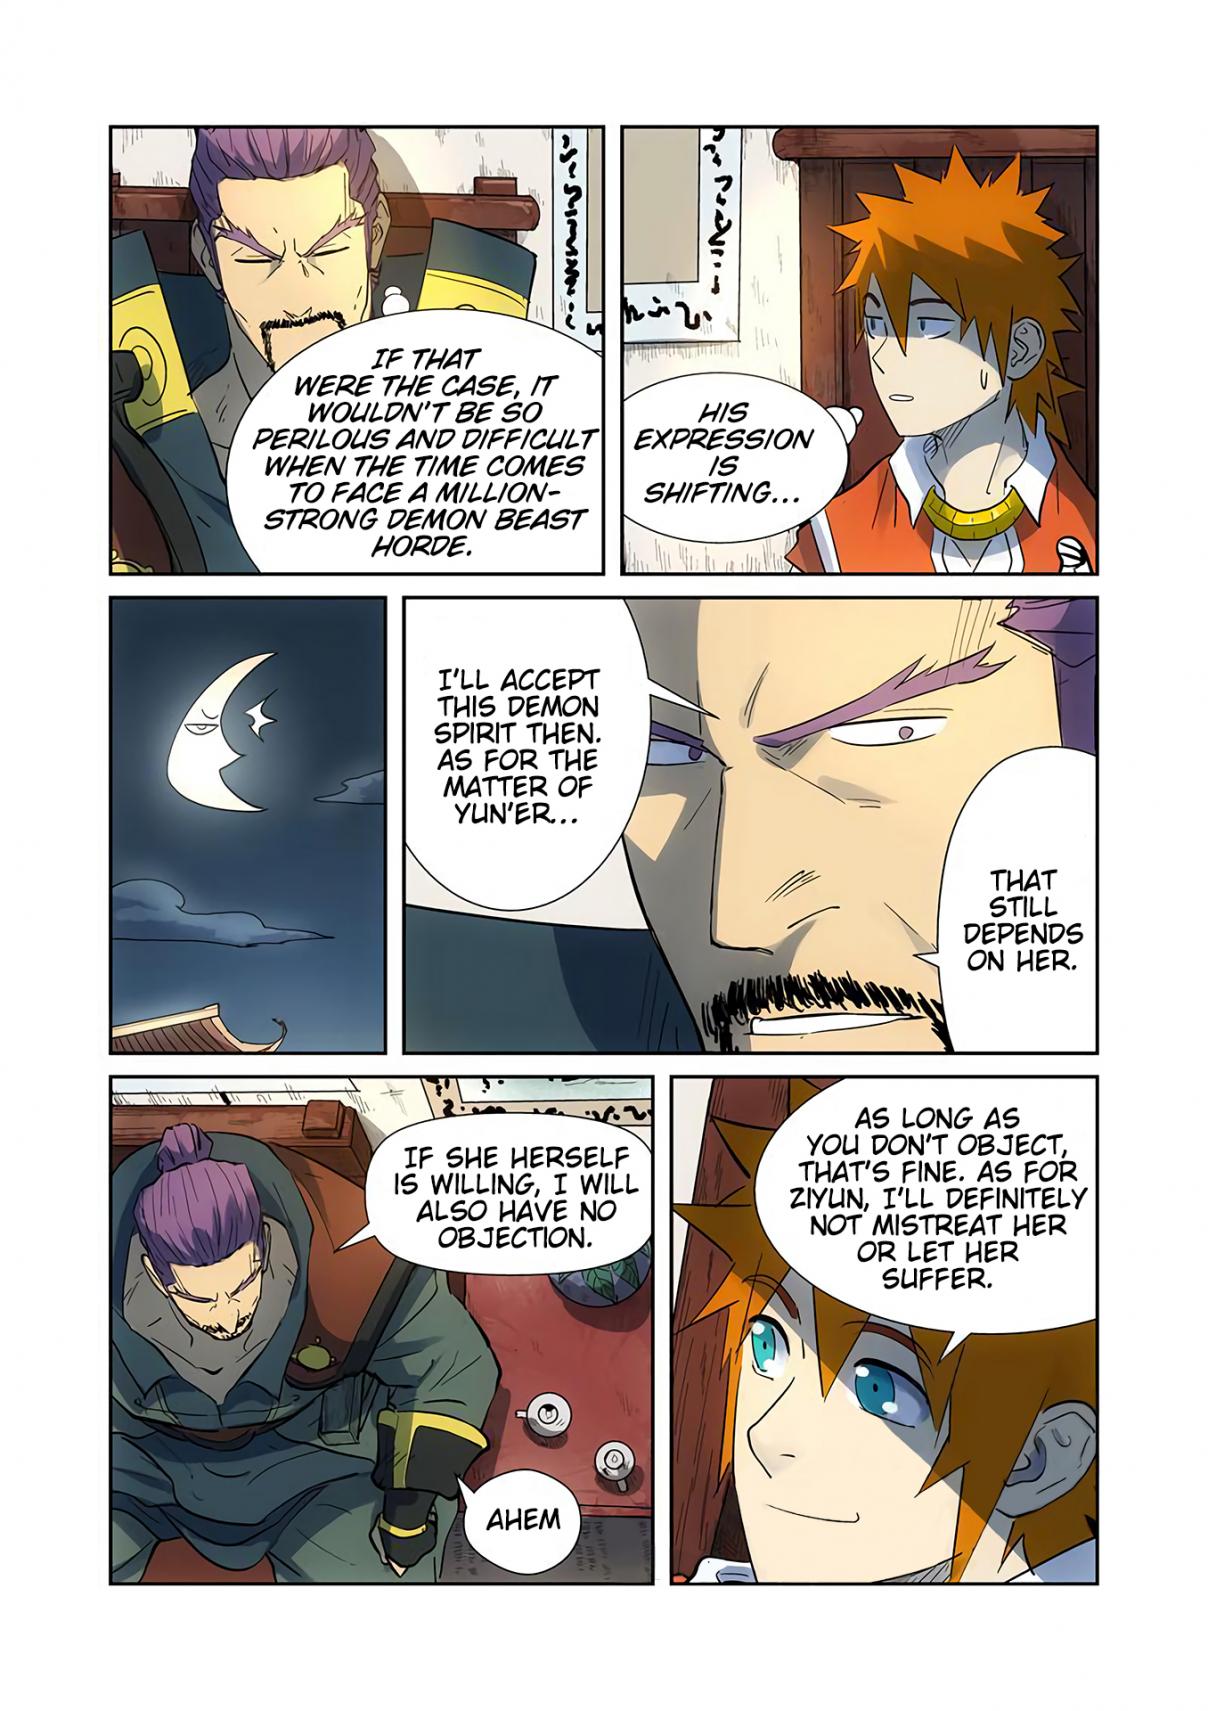 IF THAT
WERE THE CASE, IT
WOULDN'T BE SO
PERILOUS AND DIFFICULT
WHEN THE TIME COMES
TO FACE A MILLION-
STRONG DEMON BEAST
HORDE.
HIS
EXPRESSION
IS
SHIFTING...
I'LL ACCEPT
THIS DEMON
SPIRIT THEN.
AS FOR THE
MATTER OF
YUN'ER...
THAT
STILL
DEPENDS
ON HER.
IF SHE HERSELF
IS WILLING, I WILL
ALSO HAVE NO
OBJECTION.
AHEM
AS LONG AS
YOU DON'T OBJECT,
THAT'S FINE. AS FOR
ZIYUN, I'LL DEFINITELY
NOT MISTREAT HER
OR LET HER
SUFFER.